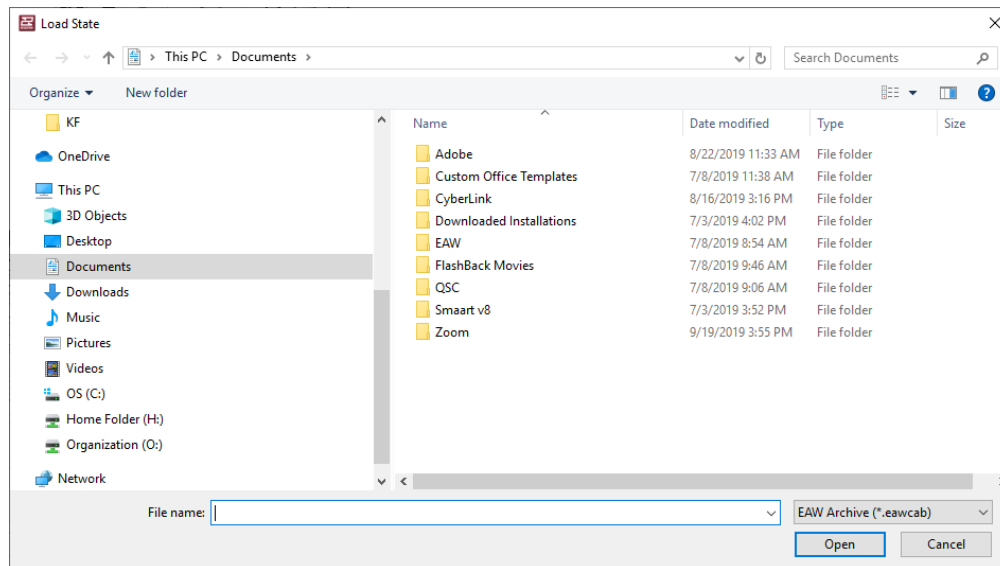 Load State
This PC > Documents >
Search Documents
Organize
New folder
?
KF
OneDrive
This PC
3D Objects
Desktop
Documents
Downloads
Music
Pictures
Videos
OS (C:)
Home Folder (H:)
Organization (O:)
Network
Name Date modified Type Size
Adobe 8/22/2019 11:33 AM File folder
Custom Office Templates 7/8/2019 11:38 AM File folder
CyberLink 8/16/2019 3:16 PM File folder
Downloaded Installations 7/3/2019 4:02 PM File folder
EAW 7/8/2019 8:54 AM File folder
FlashBack Movies 7/8/2019 9:46 AM File folder
QSC 7/8/2019 9:06 AM File folder
Smaart v8 7/3/2019 3:52 PM File folder
Zoom 9/19/2019 3:55 PM File folder
File name:
EAW Archive (*.eawcab)
Open
Cancel